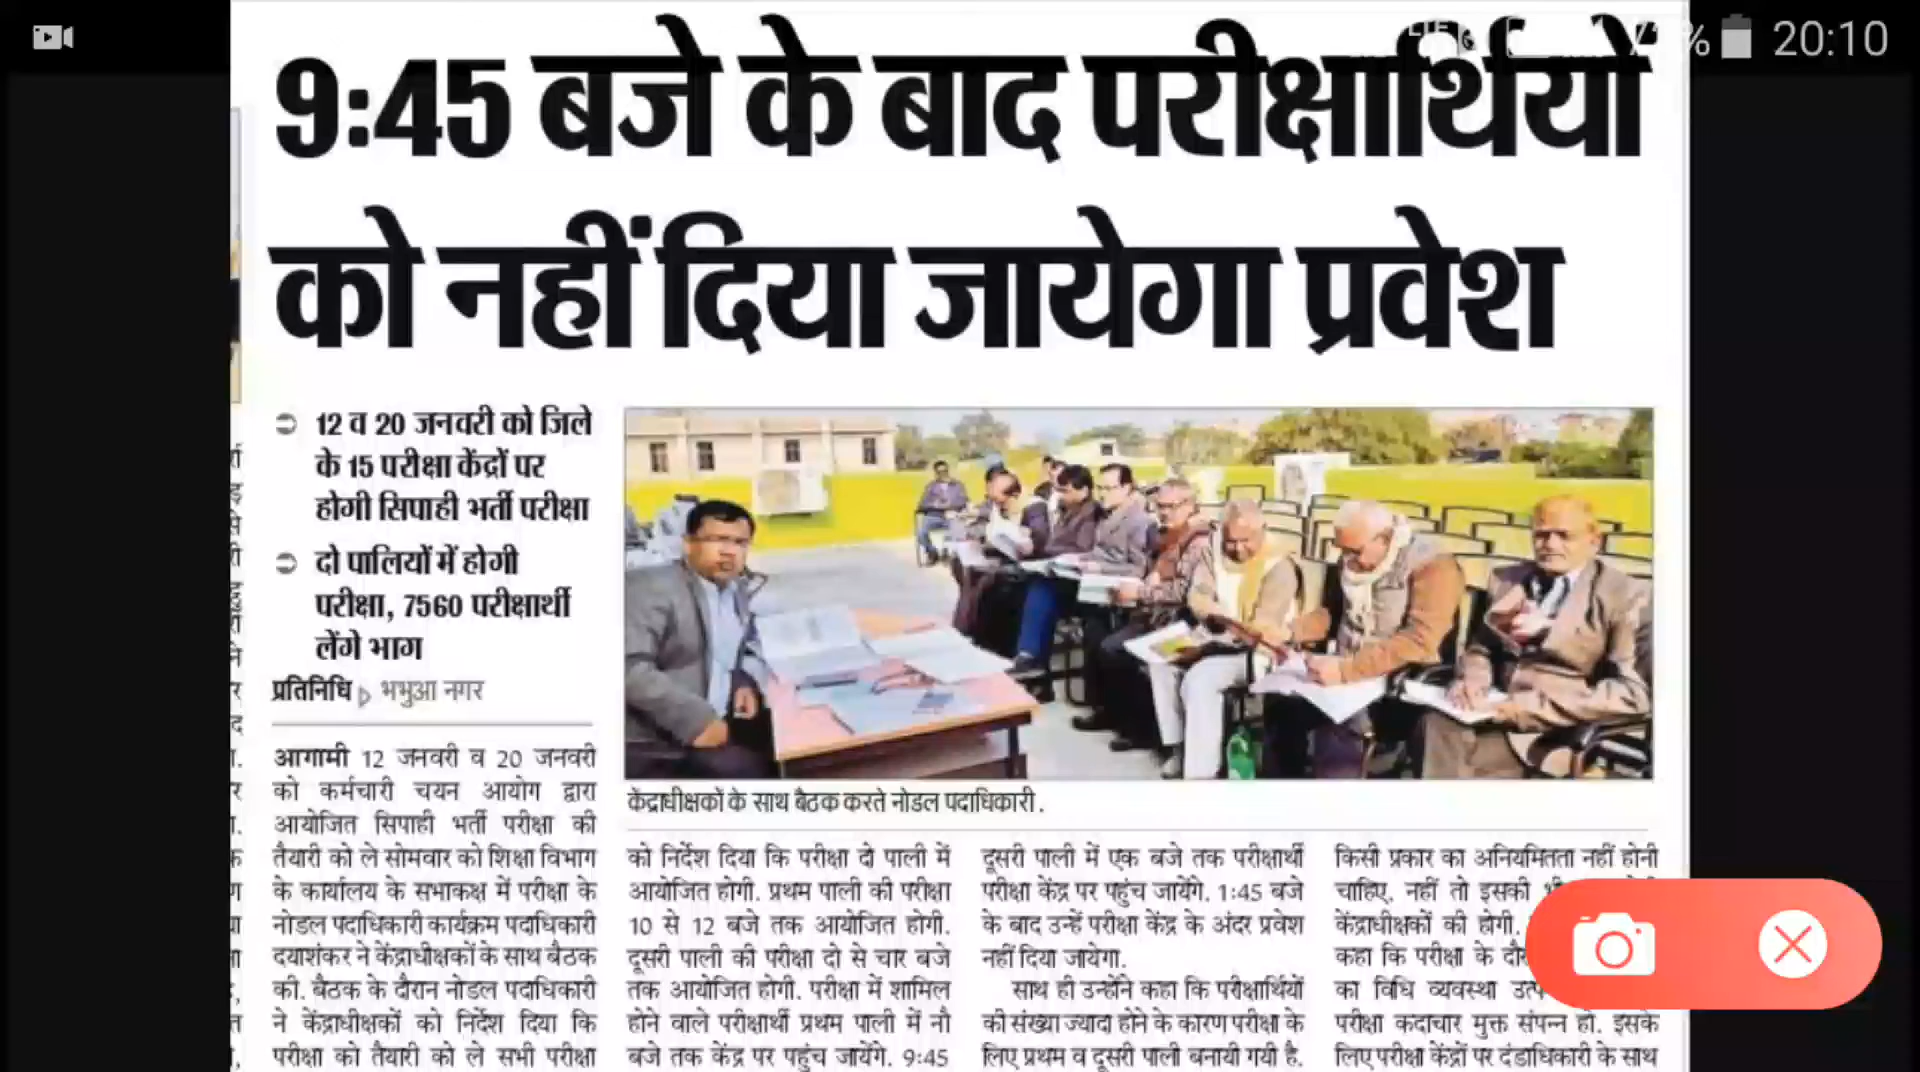 20:10
9:45 बजे के बाद परीक्षार्थियों
को नहीं दिया जायेगा प्रवेश
12 व 20 जनवरी को जिले
के 15 परीक्षा केंद्रों पर
होगी सिपाही भर्ती परीक्षा
दो पालियों में होगी
परीक्षा, 7560 परीक्षार्थी
लेंगे भाग
प्रतिनिधि भभुआ नगर
आगामी 12 जनवरी व 20 जनवरी
को कर्मचारी चयन आयोग द्वारा
आयोजित सिपाही भर्ती परीक्षा की
तैयारी को ले सोमवार को शिक्षा विभाग
के कार्यालय के सभाकक्ष में परीक्षा के
नोडल पदाधिकारी कार्यक्रम पदाधिकारी
दयाशंकर ने केंद्राधीक्षकों के साथ बैठक
की. बैठक के दौरान नोडल पदाधिकारी
ने केंद्राधीक्षकों को निर्देश दिया कि
परीक्षा को तैयारी को ले सभी परीक्षा
केंद्राधीक्षकों के साथ बैठक करते नोडल पदाधिकारी.
को निर्देश दिया कि परीक्षा दो पाली में
आयोजित होगी. प्रथम पाली की परीक्षा
10 से 12 बजे तक आयोजित होगी.
दूसरी पाली की परीक्षा दो से चार बजे
तक आयोजित होगी. परीक्षा में शामिल
होने वाले परीक्षार्थी प्रथम पाली में नौ
बजे तक केंद्र पर पहुंच जायेंगे. 9:45
दूसरी पाली में एक बजे तक परीक्षार्थी
परीक्षा केंद्र पर पहुंच जायेंगे. 1:45 बजे
के बाद उन्हें परीक्षा केंद्र के अंदर प्रवेश
नहीं दिया जायेगा.
साथ ही उन्होंने कहा कि परीक्षार्थियों
की संख्या ज्यादा होने के कारण परीक्षा के
लिए प्रथम व दूसरी पाली बनायी गयी है.
किसी प्रकार का अनियमितता नहीं होनी
चाहिए. नहीं तो इसकी
केंद्राधीक्षकों की होगी.
कहा कि परीक्षा के
का विधि व्यवस्था
परीक्षा कदाचार मुक्त संपन्न हो. इसके
लिए परीक्षा केंद्रों पर दंडाधिकारी के साथ